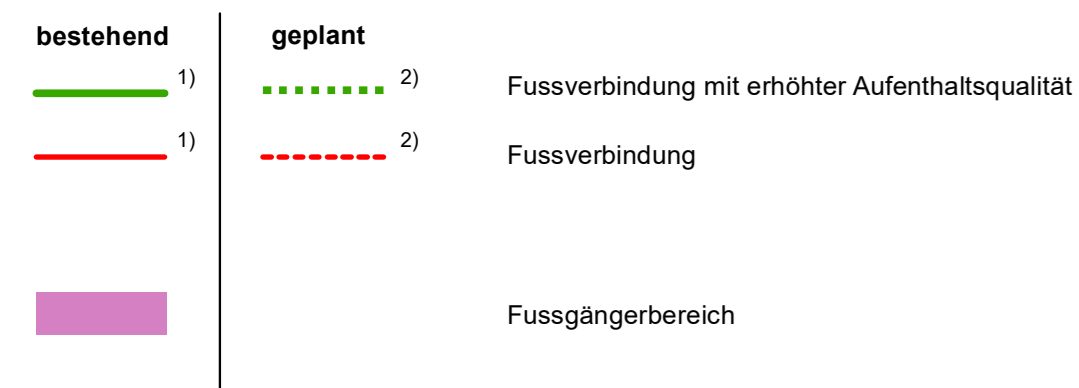 bestehend geplant
1) 2) Fussverbindung mit erhöhter Aufenthaltsqualität
1) 2) Fussverbindung
Fussgängerbereich